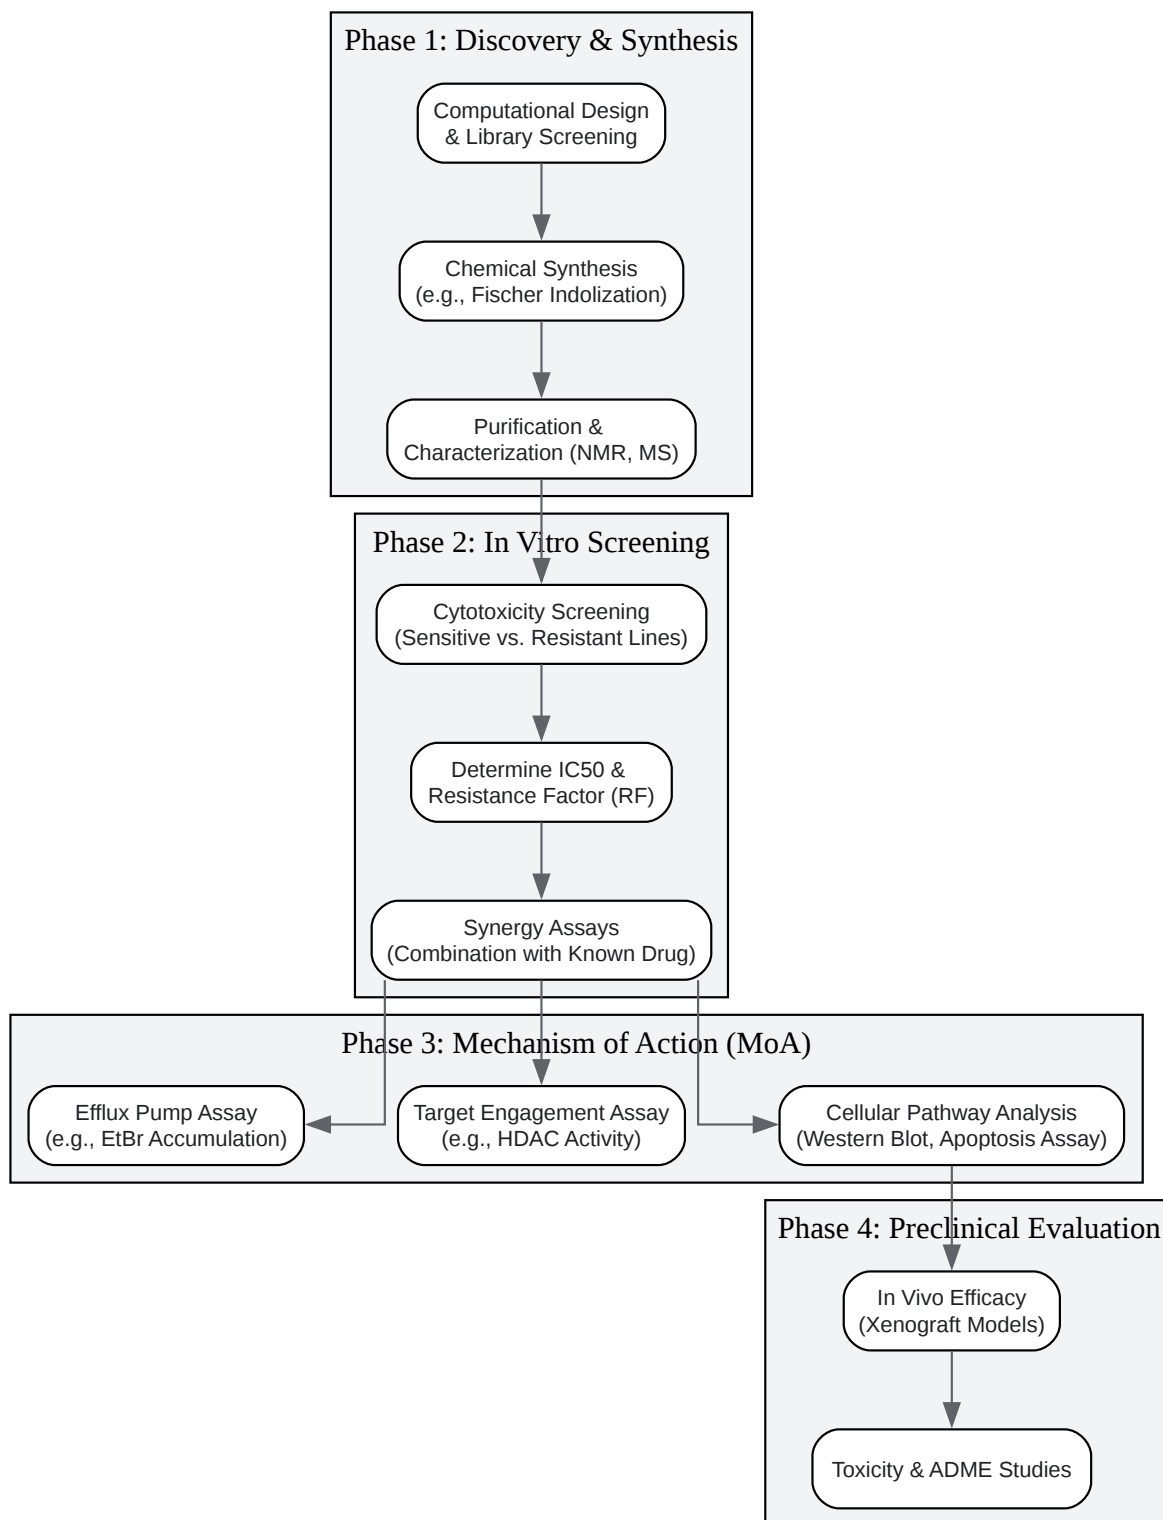 Phase 1: Discovery & Synthesis
Computational Design
& Library Screening
Chemical Synthesis
(e.g., Fischer Indolization)
Purification &
Characterization (NMR, MS)
Phase 2: In Vitro Screening
Cytotoxicity Screening
(Sensitive vs. Resistant Lines)
Determine IC50 &
Resistance Factor (RF)
Synergy Assays
(Combination with Known Drug)
Phase 3: Mechanism of Action (MoA)
Efflux Pump Assay
(e.g., EtBr Accumulation)
Target Engagement Assay
(e.g., HDAC Activity)
Cellular Pathway Analysis
(Western Blot, Apoptosis Assay)
Phase 4: Preclinical Evaluation
In Vivo Efficacy
(Xenograft Models)
Toxicity & ADME Studies